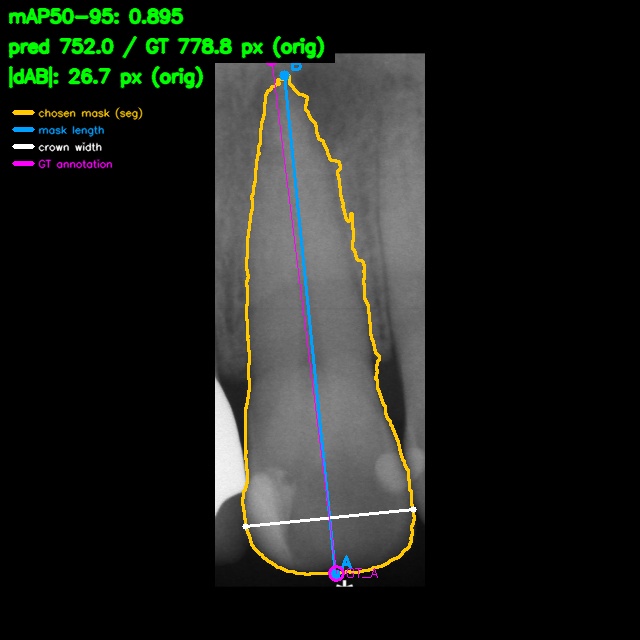 mAP50-95: 0.895
pred 752.0 / GT 778.8 px (orig)
|dAB|: 26.7 px (orig)
chosen mask (seg)
mask length
crown width
GT annotation
B
A
GT_A